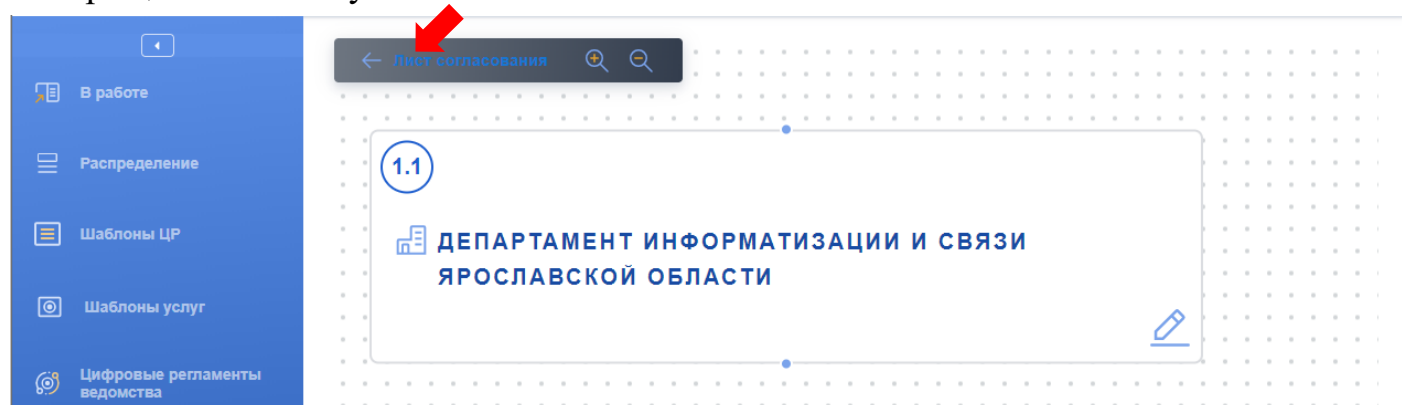 В работе
Распределение
Шаблоны ЦР
Шаблоны услуг
Цифровые регламенты
ведомства
Лист согласования
1.1
ДЕПАРТАМЕНТ ИНФОРМАТИЗАЦИИ И СВЯЗИ
ЯРОСЛАВСКОЙ ОБЛАСТИ